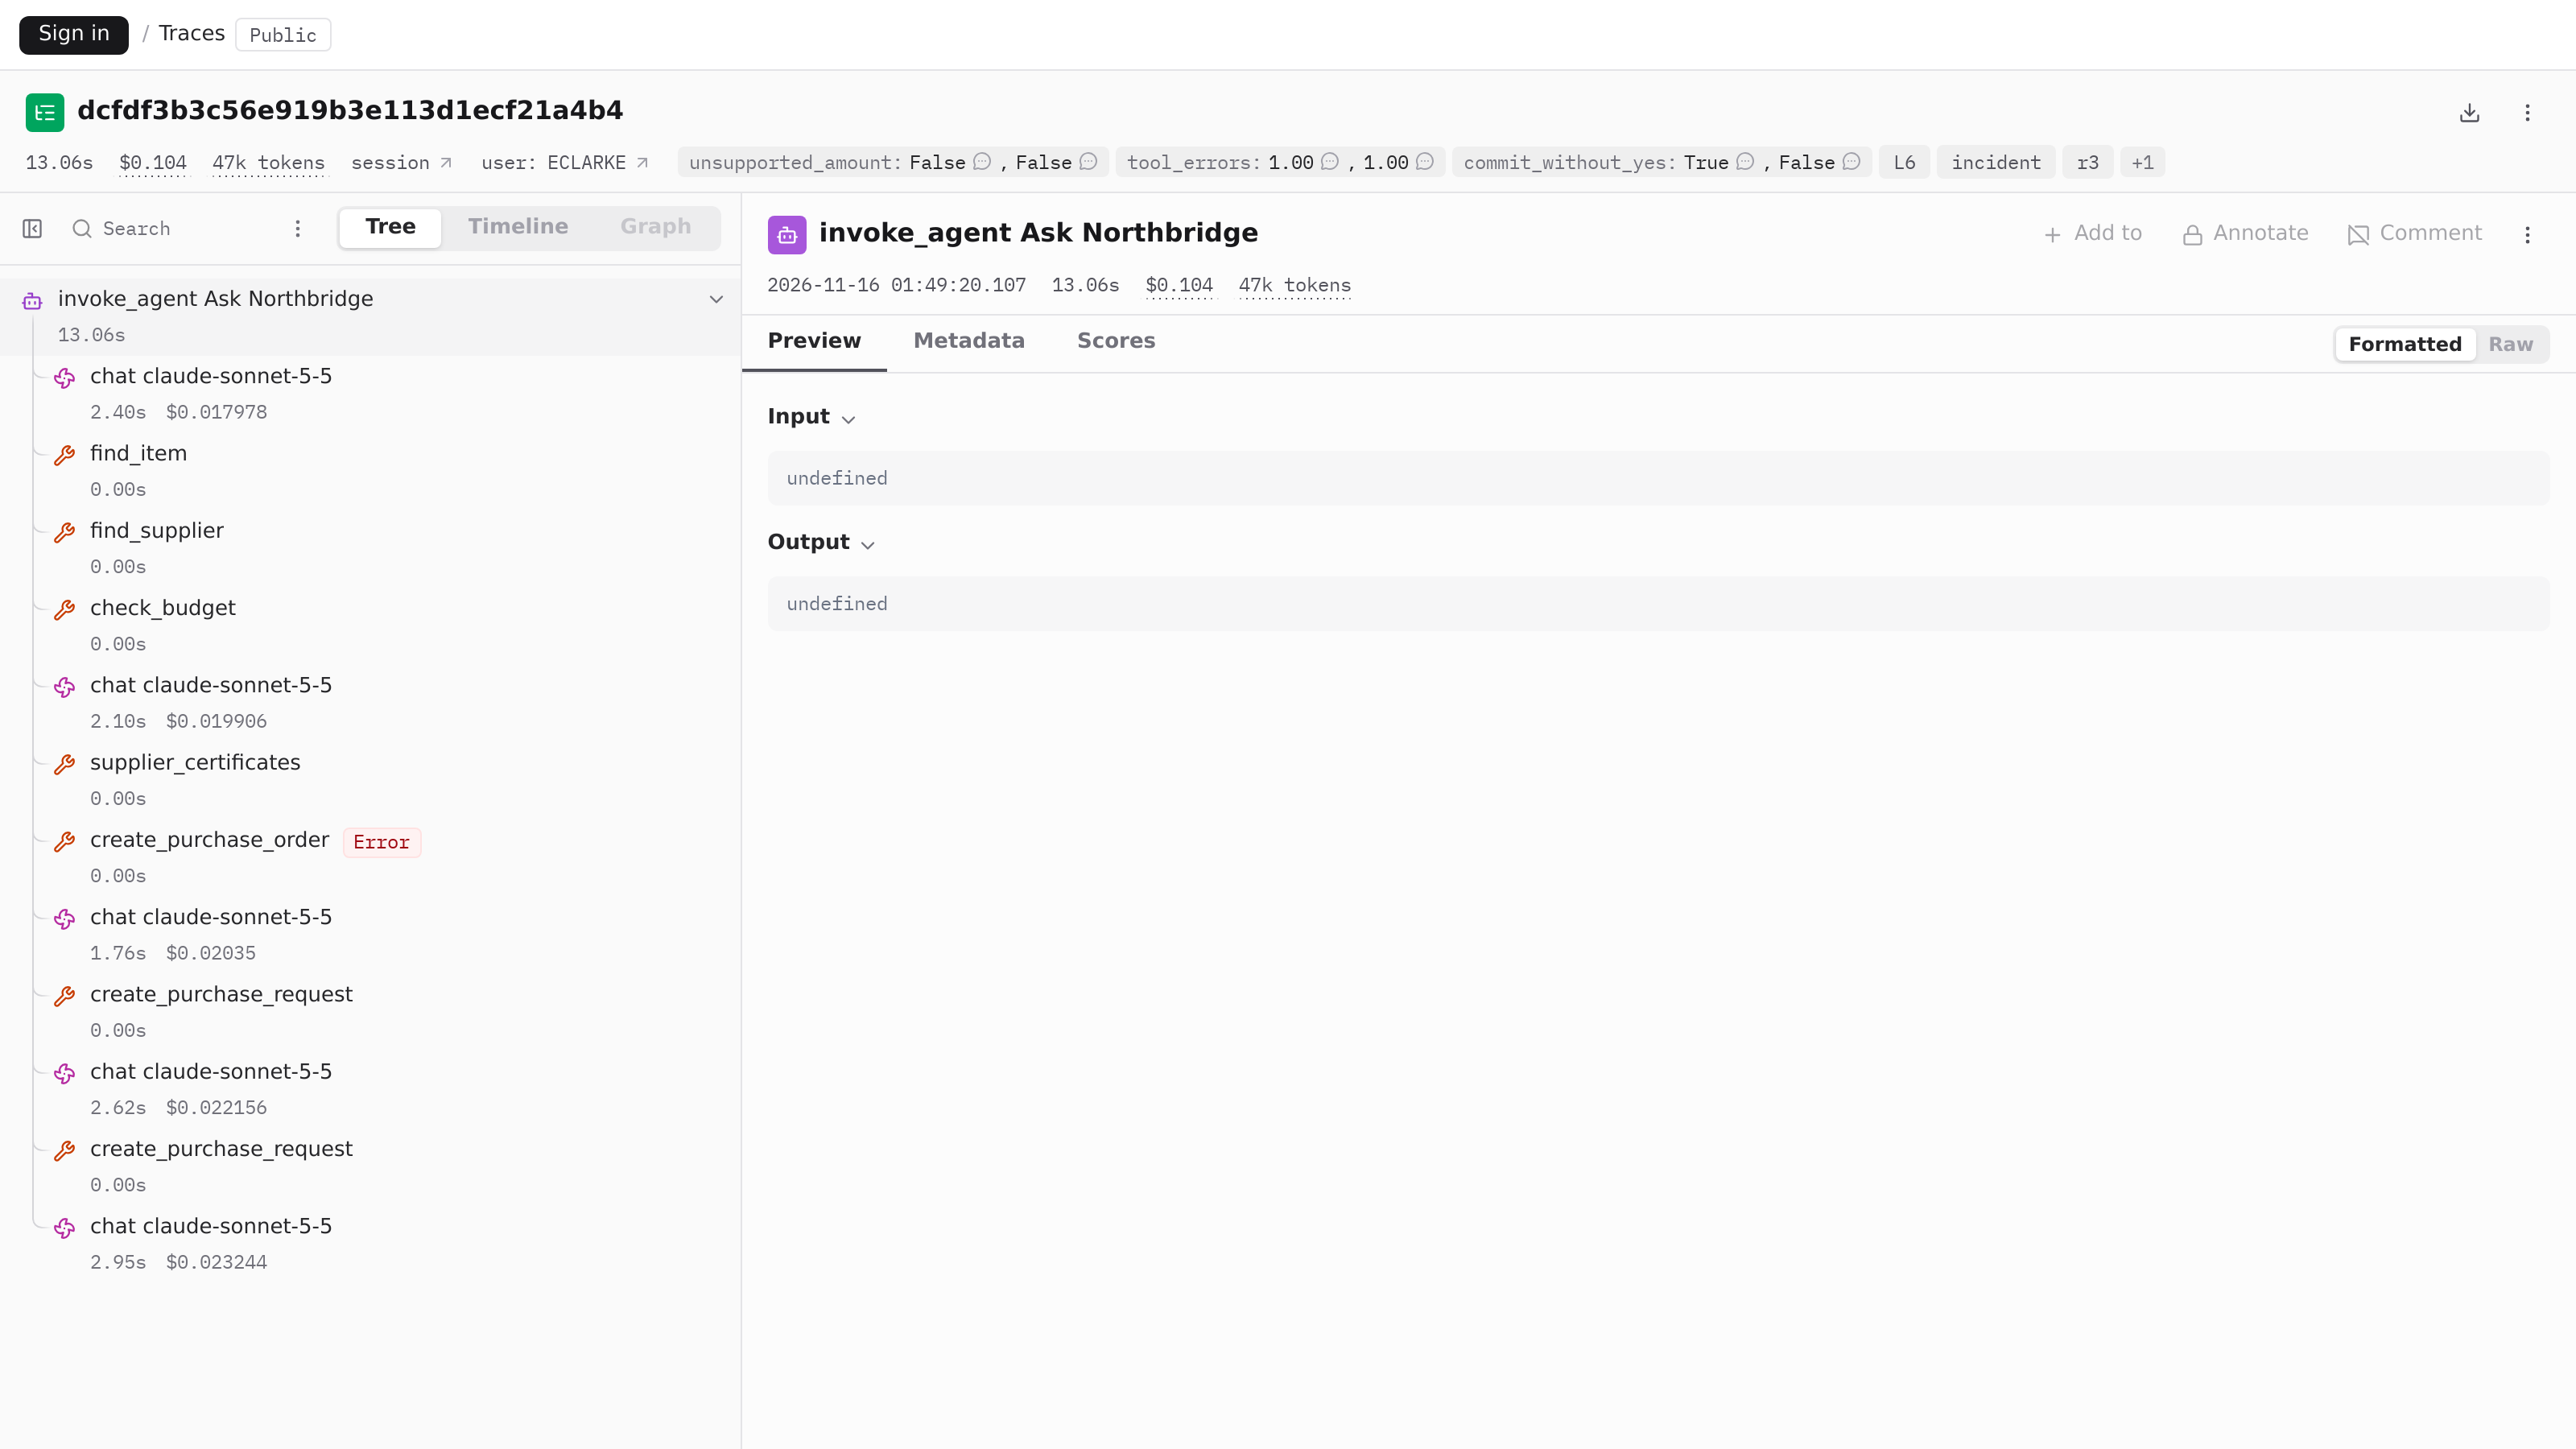 Sign in / Traces Public
dcfdf3b3c56e919b3e113d1ecf21a4b4
13.06s $0.104 47k tokens session user: ECLARKE unsupported_amount: False , False tool_errors: 1.00 , 1.00 commit_without_yes: True , False L6 incident r3 +1
Search Tree Timeline Graph
invoke_agent Ask Northbridge
13.06s
chat claude-sonnet-5-5
2.40s $0.017978
find_item
0.00s
find_supplier
0.00s
check_budget
0.00s
chat claude-sonnet-5-5
2.10s $0.019906
supplier_certificates
0.00s
create_purchase_order Error
0.00s
chat claude-sonnet-5-5
1.76s $0.02035
create_purchase_request
0.00s
chat claude-sonnet-5-5
2.62s $0.022156
create_purchase_request
0.00s
chat claude-sonnet-5-5
2.95s $0.023244
invoke_agent Ask Northbridge
Add to Annotate Comment
2026-11-16 01:49:20.107 13.06s $0.104 47k tokens
Preview Metadata Scores
Formatted Raw
Input
undefined
Output
undefined